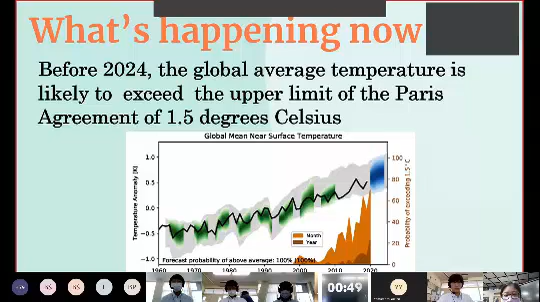 What's happening now
Before 2024, the global average temperature is
likely to exceed the upper limit of the Paris
Agreement of 1.5 degrees Celsius
Global Mean Near Surface Temperature
Temperature Anomaly [K]
1.0
0.5
0.0
−0.5
−1.0
Month
Year
Forecast probability of above average: 100% (100%)
1960 1970 1980 1990 2000 2010 2020
100
80
60
40
20
0
Probability of exceeding 1.5°C
00:49